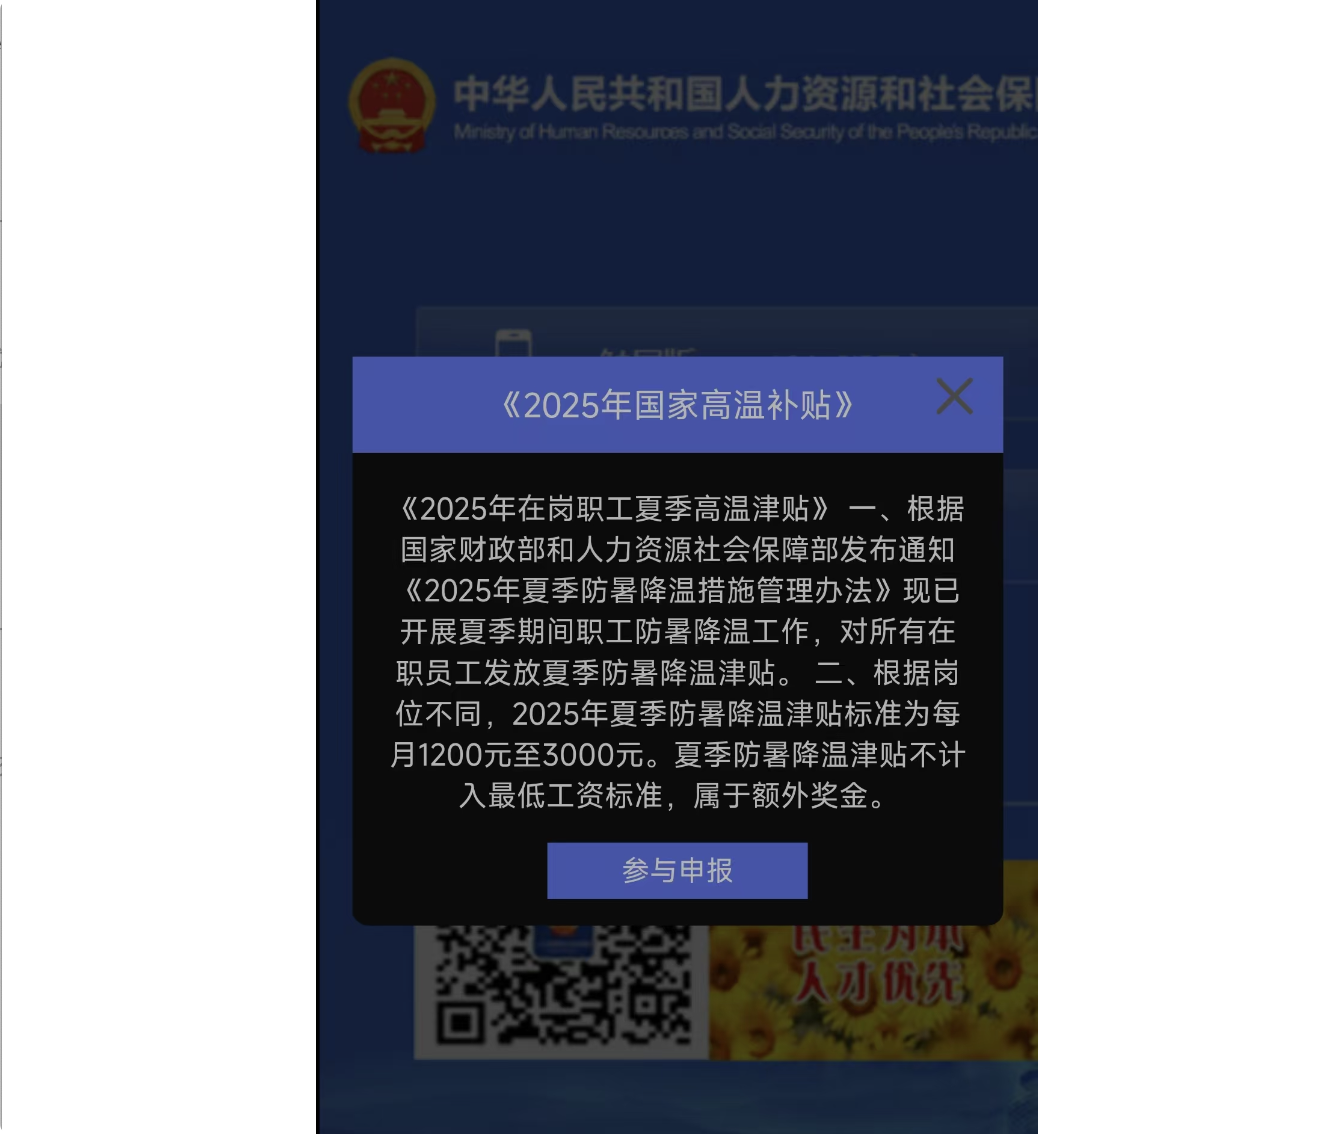 中华人民共和国人力资源和社会保
Ministry of Human Resources and Social Security of the People's Republic
《2025年国家高温补贴》
《2025年在岗职工夏季高温津贴》 一、根据
国家财政部和人力资源社会保障部发布通知
《2025年夏季防暑降温措施管理办法》现已
开展夏季期间职工防暑降温工作，对所有在
职员工发放夏季防暑降温津贴。 二、根据岗
位不同，2025年夏季防暑降温津贴标准为每
月1200元至3000元。夏季防暑降温津贴不计
入最低工资标准，属于额外奖金。
参与申报
民生为本
人才优先